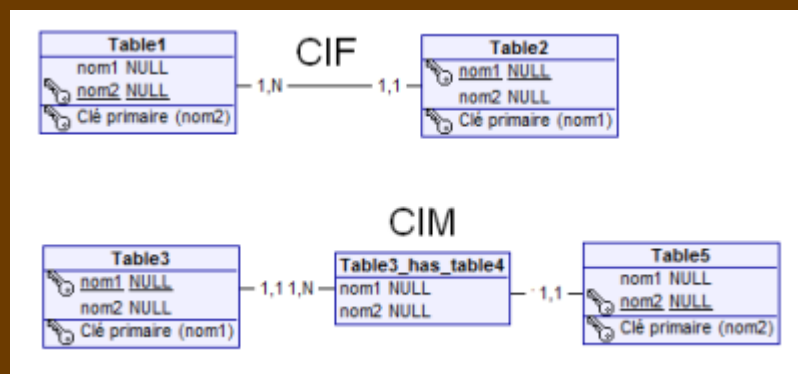 Table1
nom1 NULL
nom2 NULL
Clé primaire (nom2)
CIF
1,N
1,1
Table2
nom1 NULL
nom2 NULL
Clé primaire (nom1)
CIM
Table3
nom1 NULL
nom2 NULL
Clé primaire (nom1)
1,1 1,N
Table3_has_table4
nom1 NULL
nom2 NULL
1,1
Table5
nom1 NULL
nom2 NULL
Clé primaire (nom2)